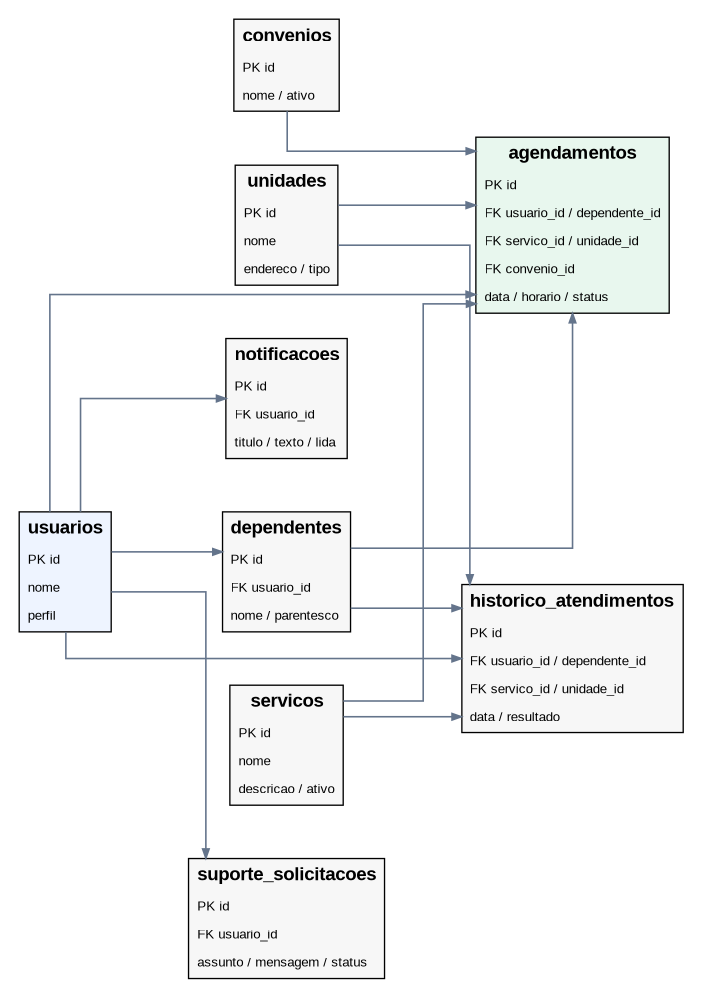 convenios
PK id
nome / ativo
agendamentos
PK id
FK usuario_id / dependente_id
FK servico_id / unidade_id
FK convenio_id
data / horario / status
unidades
PK id
nome
endereco / tipo
notificacoes
PK id
FK usuario_id
titulo / texto / lida
usuarios
PK id
nome
perfil
dependentes
PK id
FK usuario_id
nome / parentesco
historico_atendimentos
PK id
FK usuario_id / dependente_id
FK servico_id / unidade_id
data / resultado
servicos
PK id
nome
descricao / ativo
suporte_solicitacoes
PK id
FK usuario_id
assunto / mensagem / status